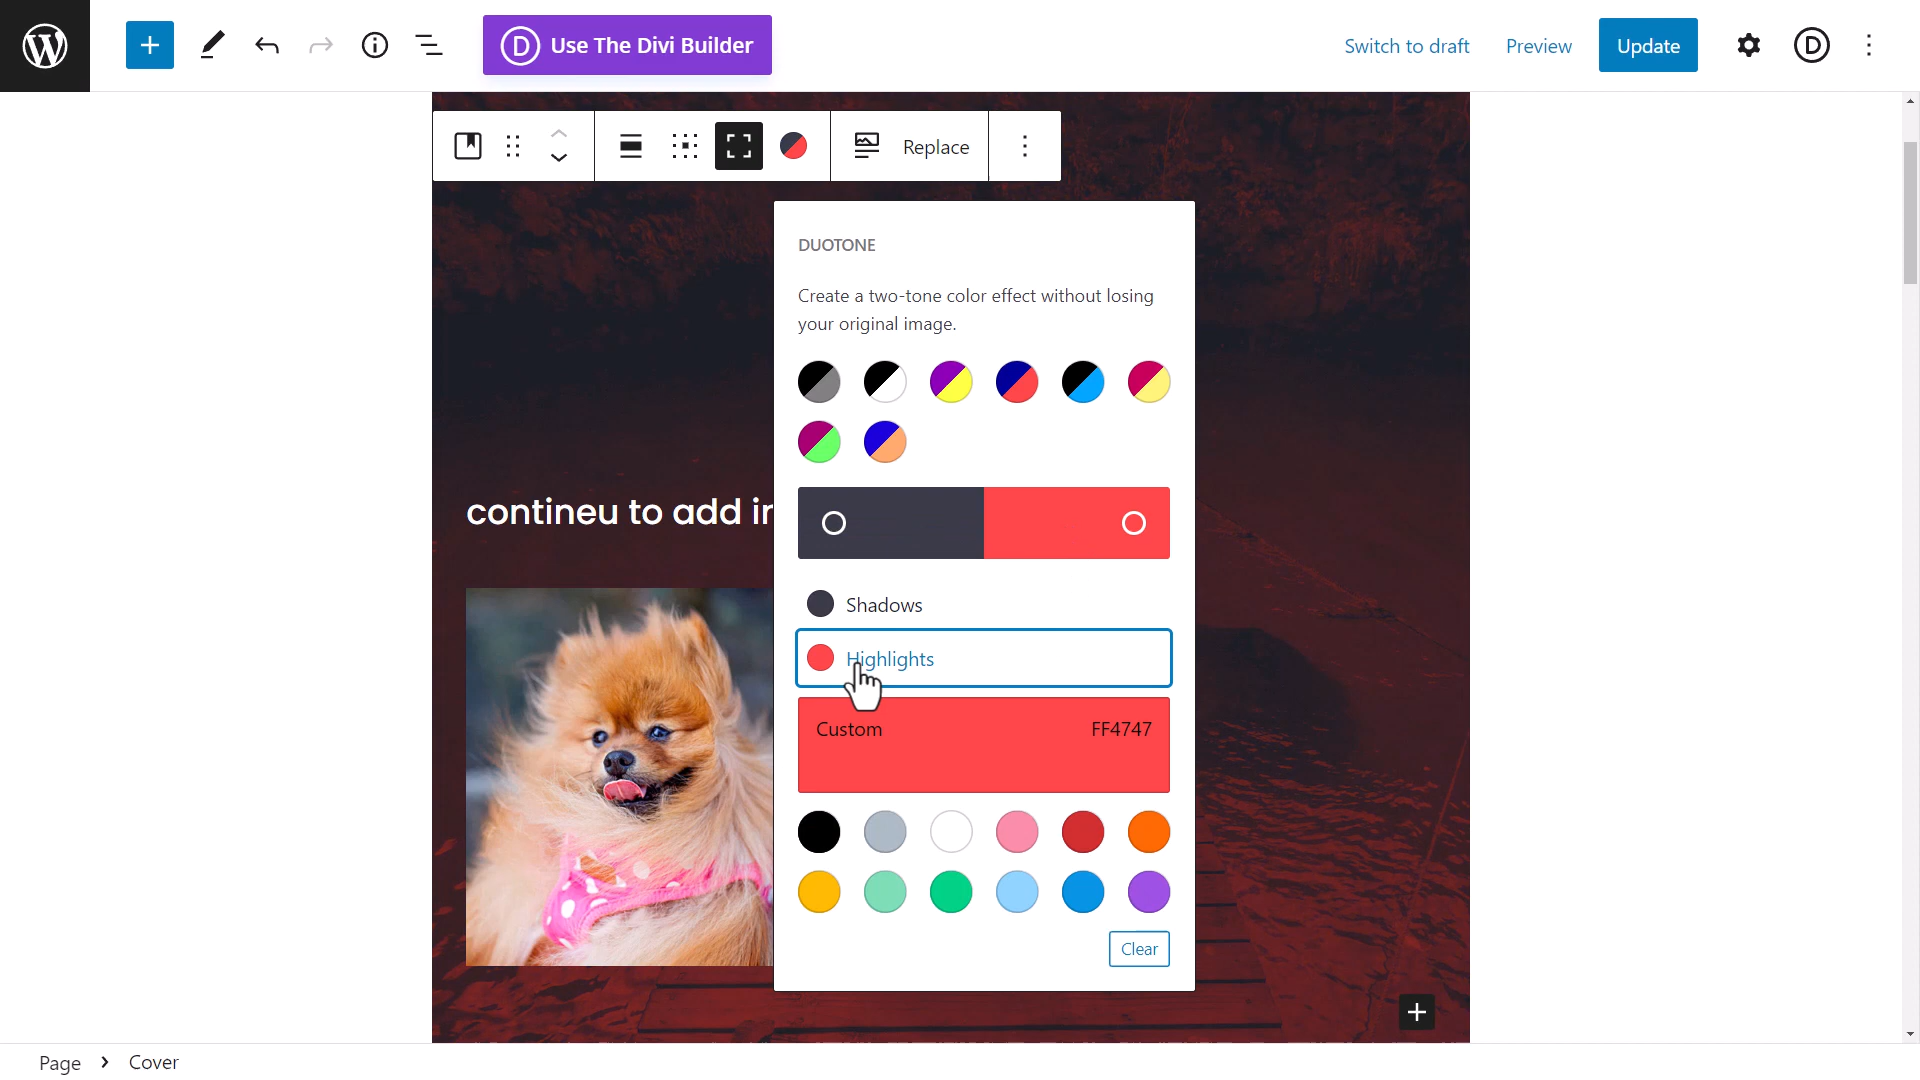 Use The Divi Builder
Switch to draft
Preview
Update
Replace
DUOTONE
Create a two-tone color effect without losing
your original image.
contineu to add
Shadows
Highlights
Custom FF4747
Clear
Page > Cover